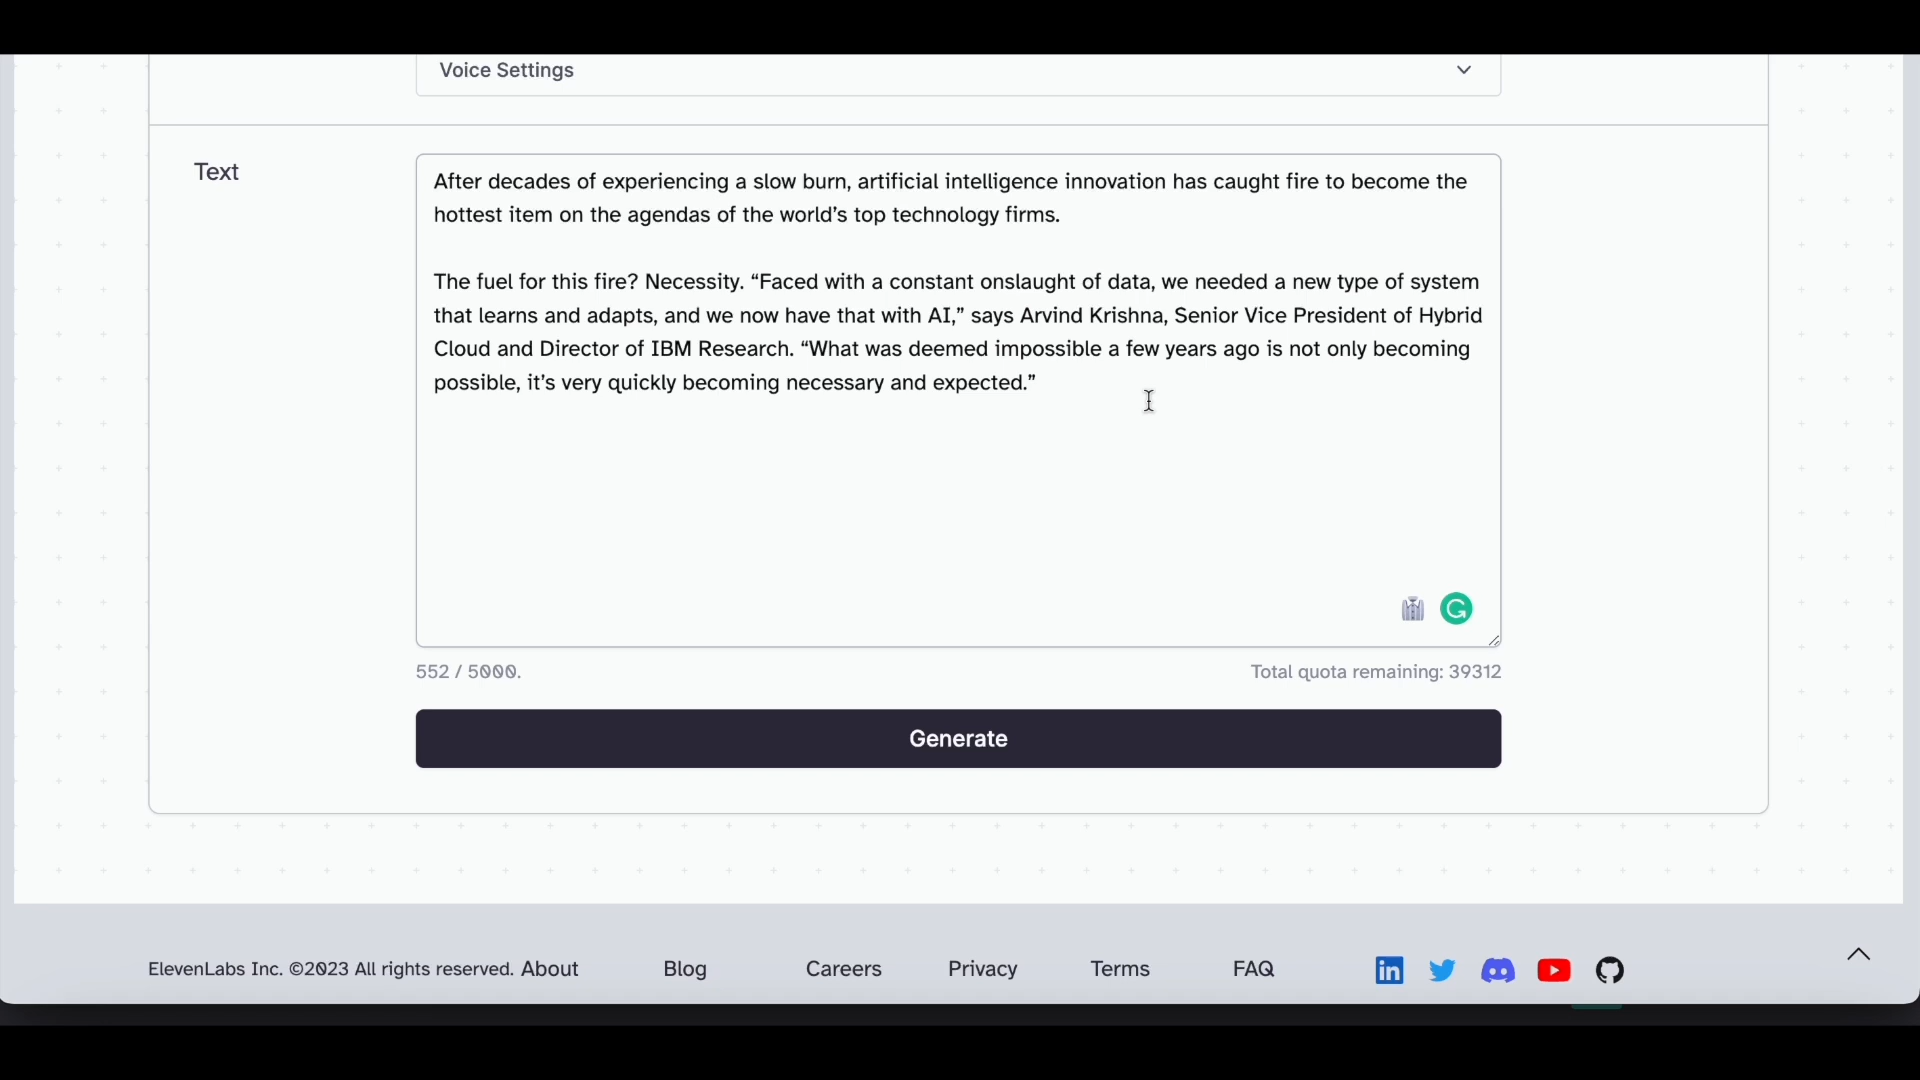 Voice Settings
Text
After decades of experiencing a slow burn, artificial intelligence innovation has caught fire to become the
hottest item on the agendas of the world’s top technology firms.
The fuel for this fire? Necessity. “Faced with a constant onslaught of data, we needed a new type of system
that learns and adapts, and we now have that with AI,” says Arvind Krishna, Senior Vice President of Hybrid
Cloud and Director of IBM Research. “What was deemed impossible a few years ago is not only becoming
possible, it’s very quickly becoming necessary and expected.”
552 / 5000.
Total quota remaining: 39312
Generate
ElevenLabs Inc. ©2023 All rights reserved. About Blog Careers Privacy Terms FAQ